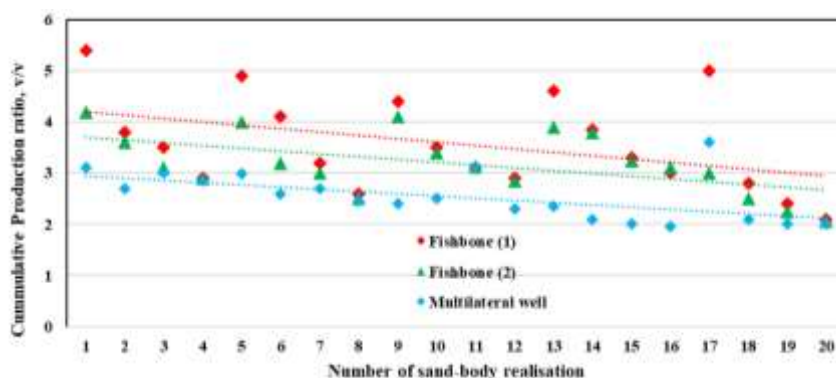 Cummulative Production ratio, v/v
6
5
4
3
2
1
0
Fishbone (1)
Fishbone (2)
Multilateral well
1 2 3 4 5 6 7 8 9 10 11 12 13 14 15 16 17 18 19 20
Number of sand-body realisation